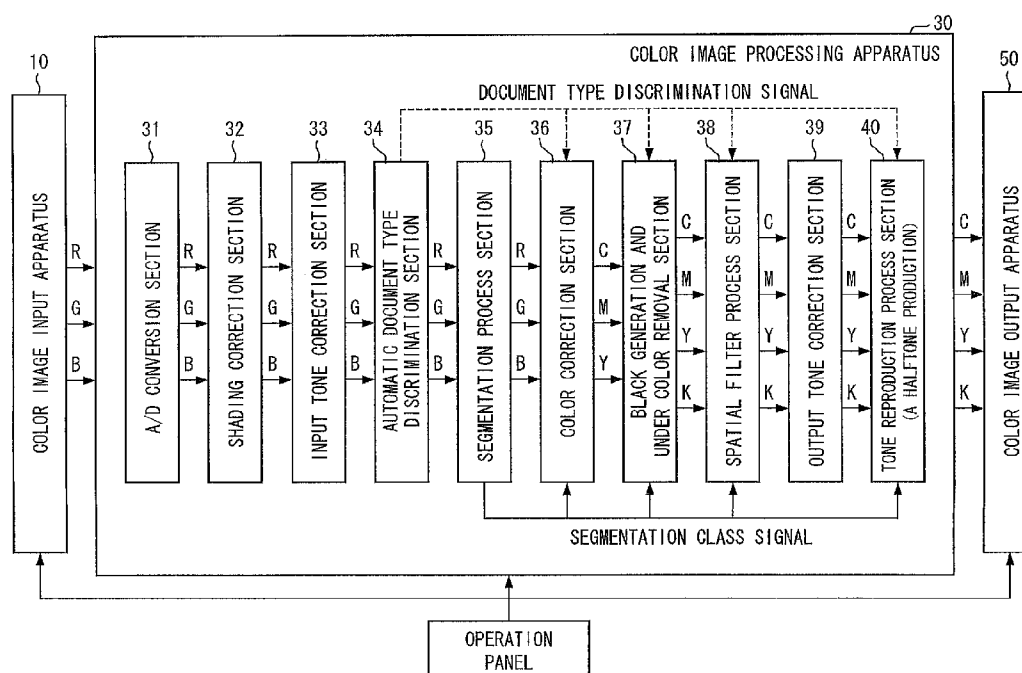 30
COLOR IMAGE PROCESSING APPARATUS
10
50
DOCUMENT TYPE DISCRIMINATION SIGNAL
31
32
33
34
35
36
37
38
39
40
COLOR IMAGE INPUT APPARATUS
R
G
B
A/D CONVERSION SECTION
R
G
B
SHADING CORRECTION SECTION
R
G
B
INPUT TONE CORRECTION SECTION
R
G
B
AUTOMATIC DOCUMENT TYPE
DISCRIMINATION SECTION
R
G
B
SEGMENTATION PROCESS SECTION
R
G
B
COLOR CORRECTION SECTION
C
M
Y
BLACK GENERATION AND
UNDER COLOR REMOVAL SECTION
C
M
Y
K
SPATIAL FILTER PROCESS SECTION
C
M
Y
K
OUTPUT TONE CORRECTION SECTION
C
M
Y
K
TONE REPRODUCTION PROCESS SECTION
(A HALFTONE PRODUCTION)
C
M
Y
K
COLOR IMAGE OUTPUT APPARATUS
SEGMENTATION CLASS SIGNAL
OPERATION
PANEL